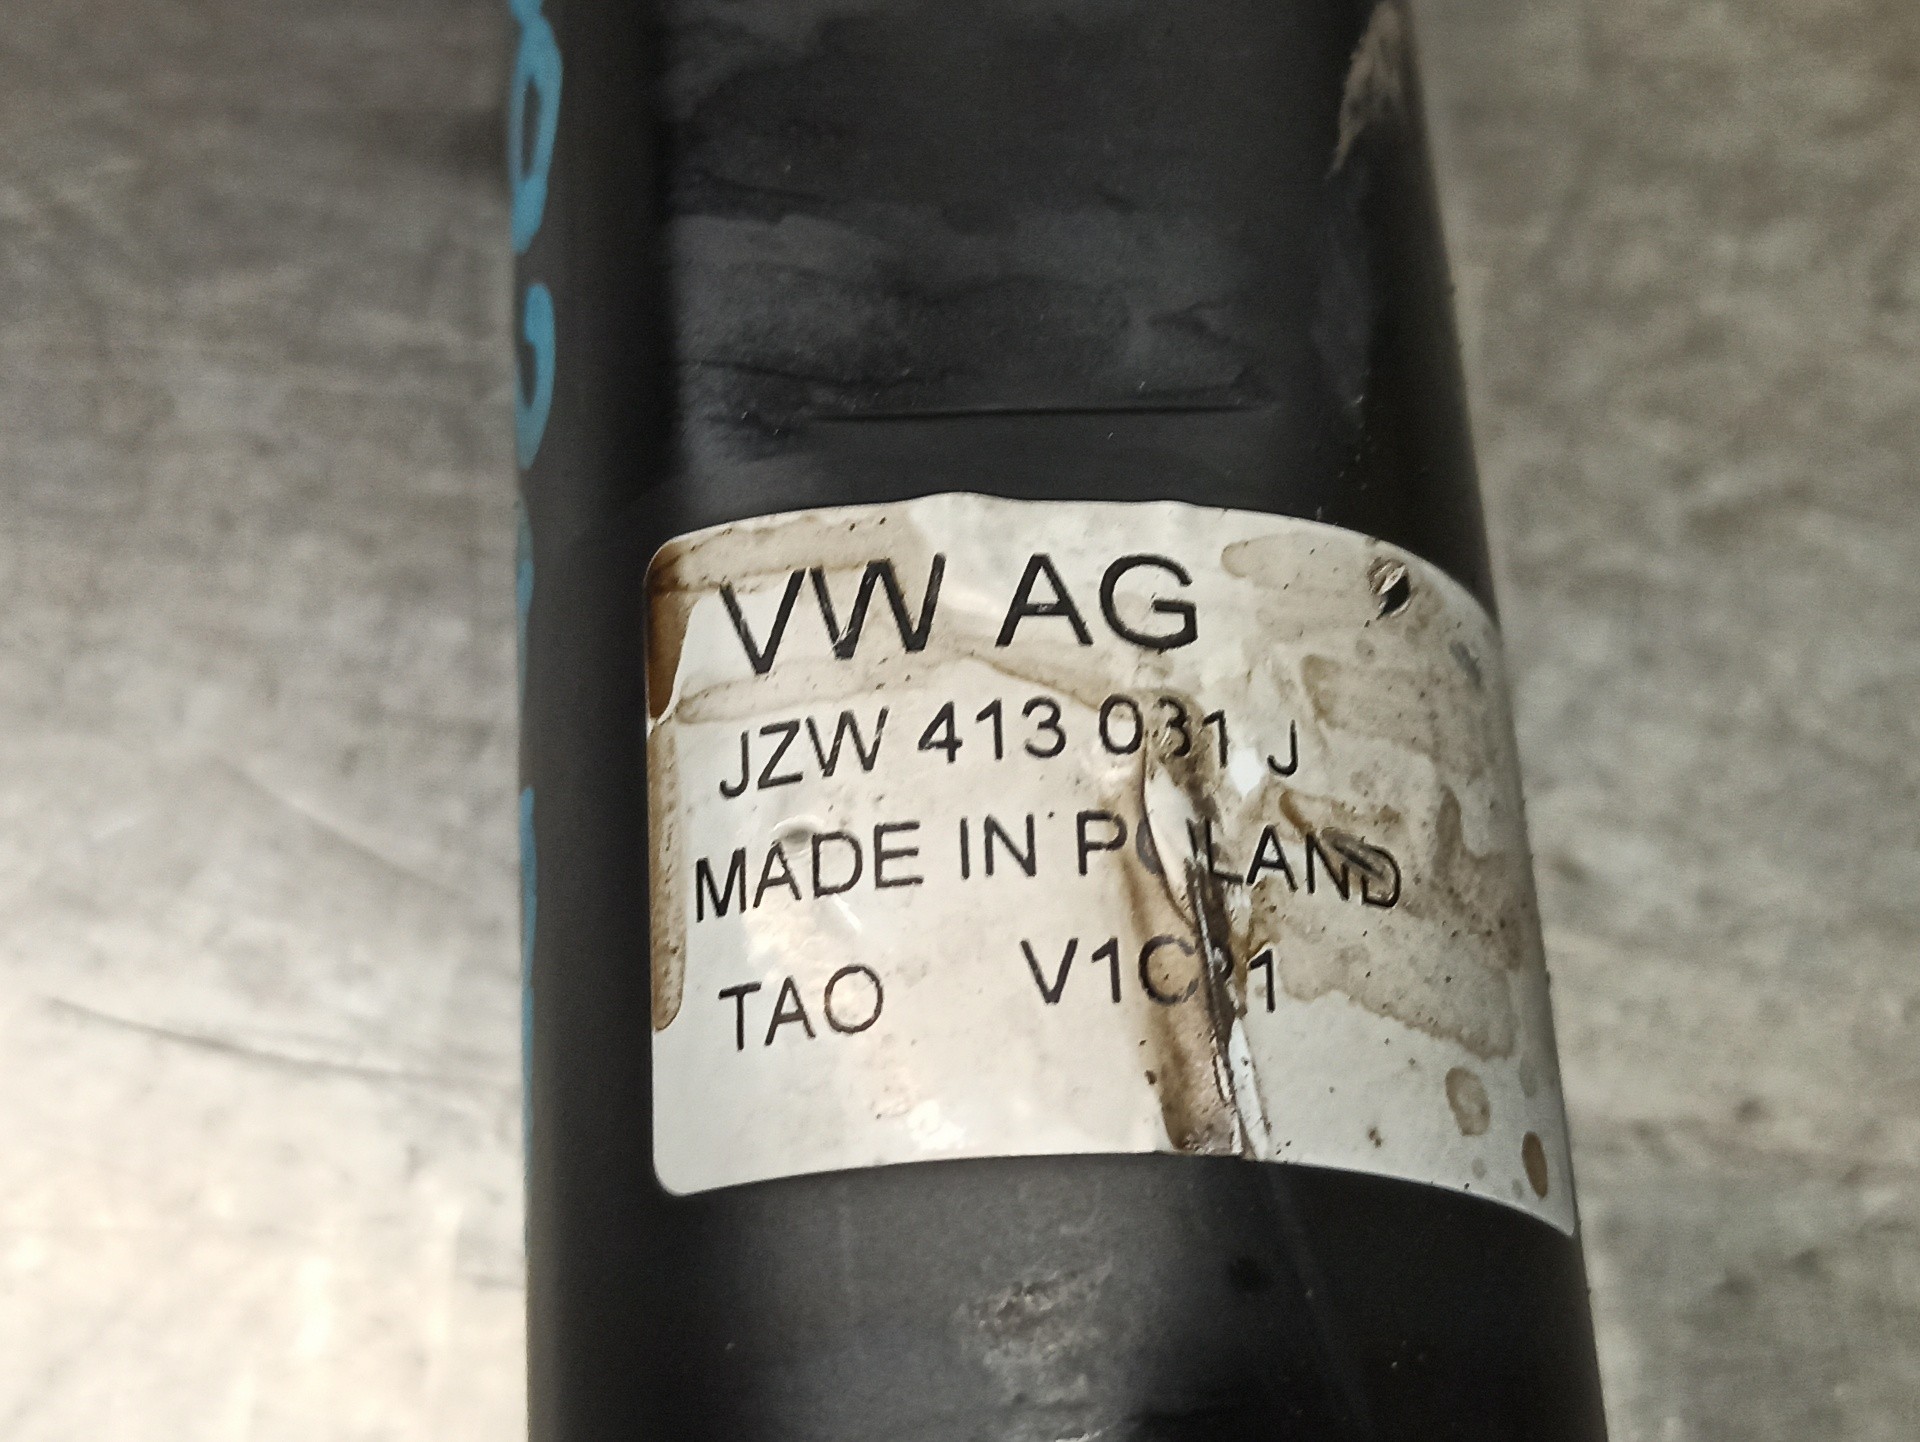 VW AG
JZW 413 031 J
MADE IN POLAND
TAO